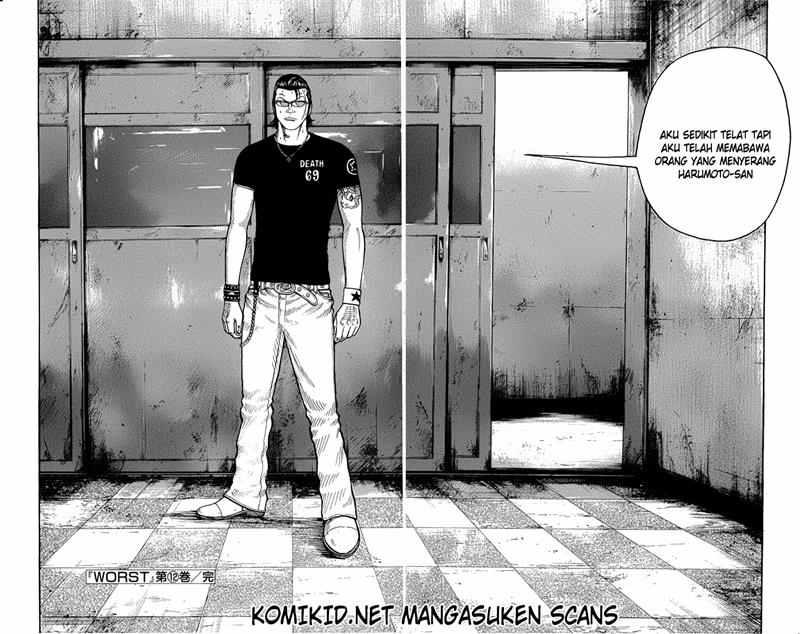 AKU SEDIKIT TELAT TAPI
AKU TELAH MEMABAWA
ORANG YANG MENYERANG
HARUMOTO-SAN
DEATH
69
『WORST』第⑫巻/完
KOMIKID.NET MANGASUKEN SCANS